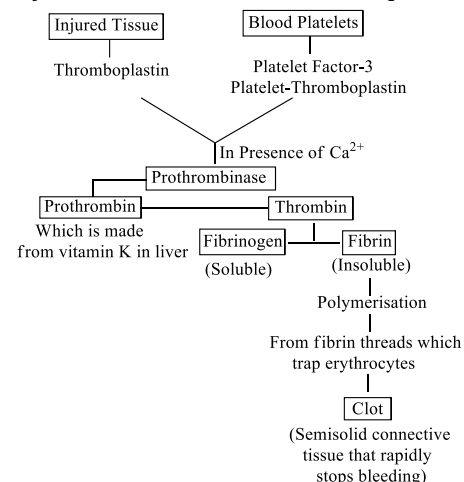 Injured Tissue
Blood Platelets
Thromboplastin
Platelet Factor-3
Platelet-Thromboplastin
In Presence of Ca²⁺
Prothrombinase
Prothrombin
Thrombin
Which is made
from vitamin K in liver
Fibrinogen
Fibrin
(Soluble)
(Insoluble)
Polymerisation
From fibrin threads which
trap erythrocytes
Clot
(Semisolid connective
tissue that rapidly
stops bleeding)